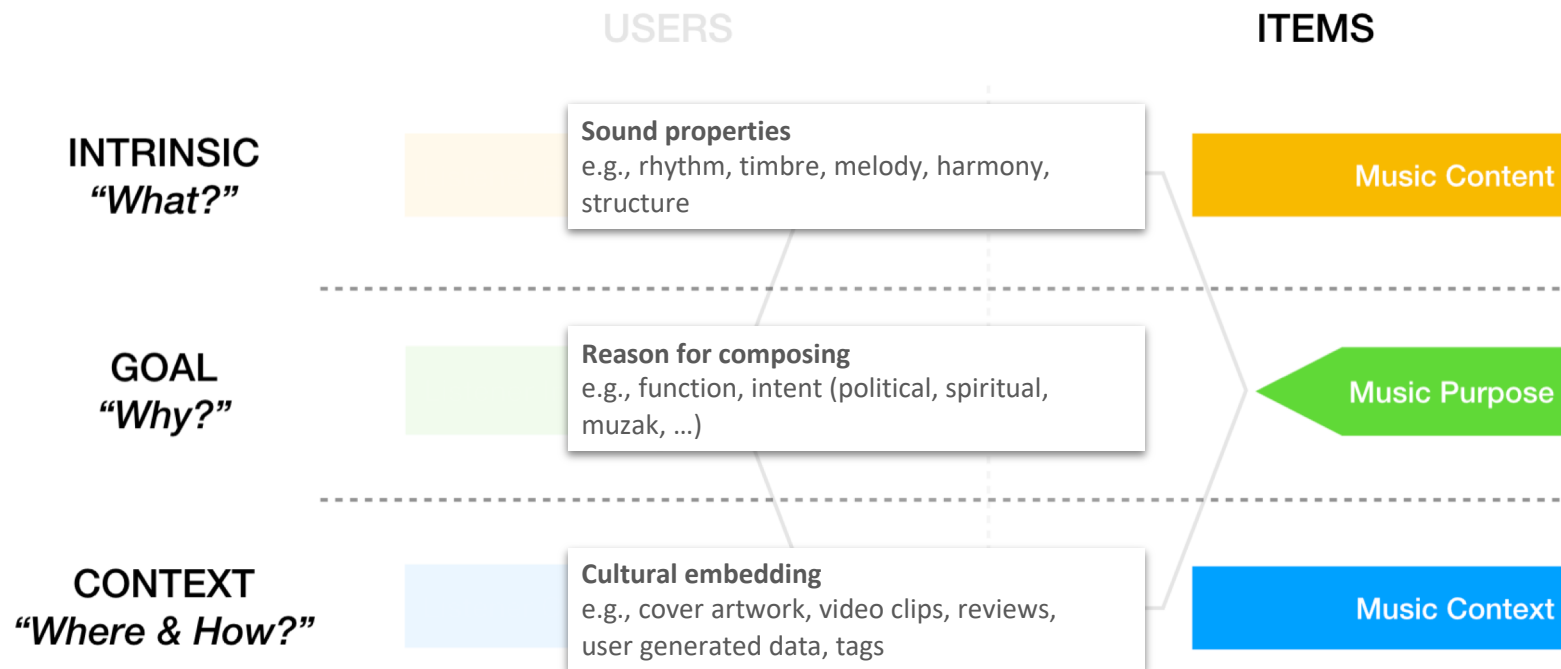 USERS
ITEMS
INTRINSIC
“What?”
Sound properties
e.g., rhythm, timbre, melody, harmony,
structure
Music Content
GOAL
“Why?”
Reason for composing
e.g., function, intent (political, spiritual,
muzak, …)
Music Purpose
CONTEXT
“Where & How?”
Cultural embedding
e.g., cover artwork, video clips, reviews,
user generated data, tags
Music Context